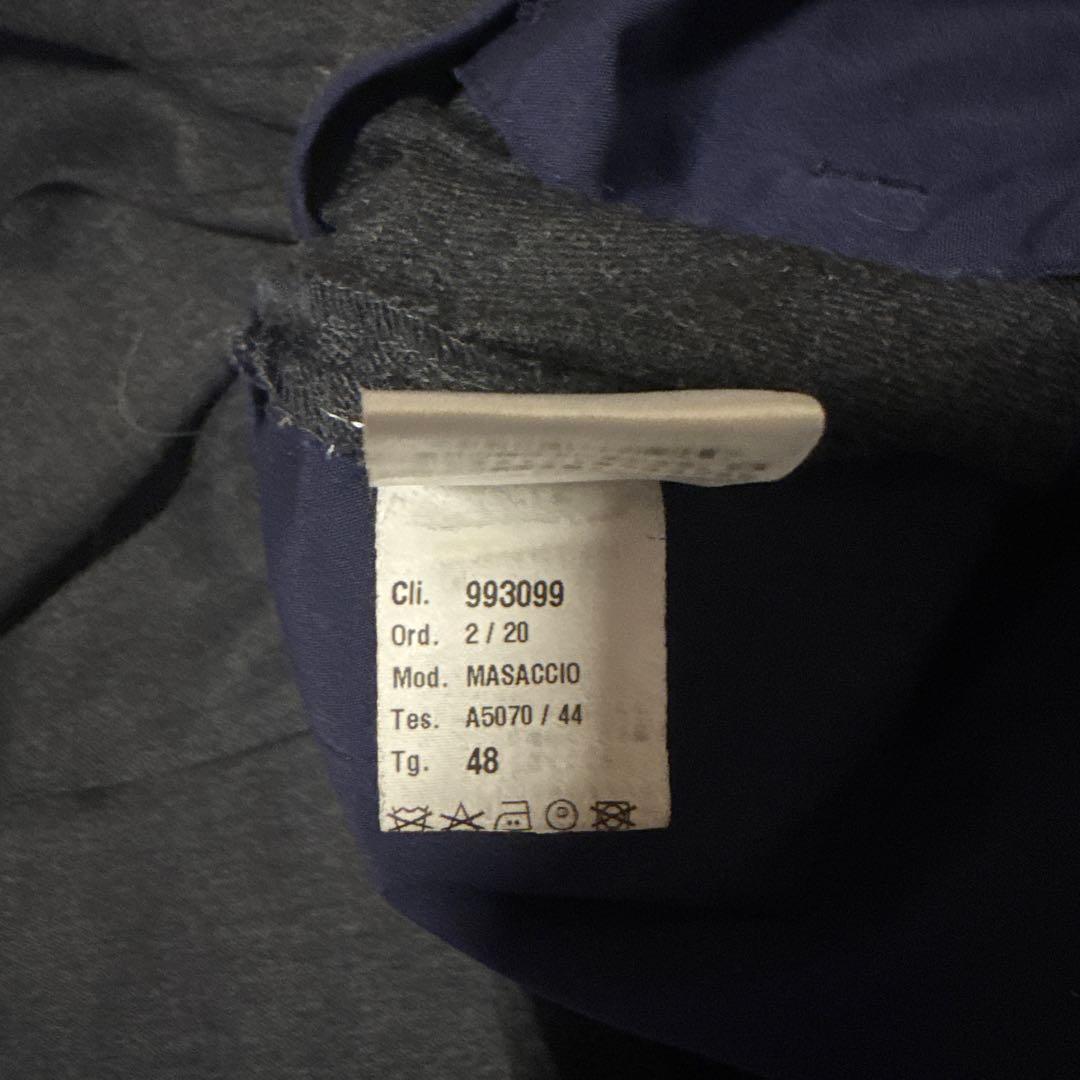 Cli. 993099
Ord. 2 / 20
Mod. MASACCIO
Tes. A5070 / 44
Tg. 48
P